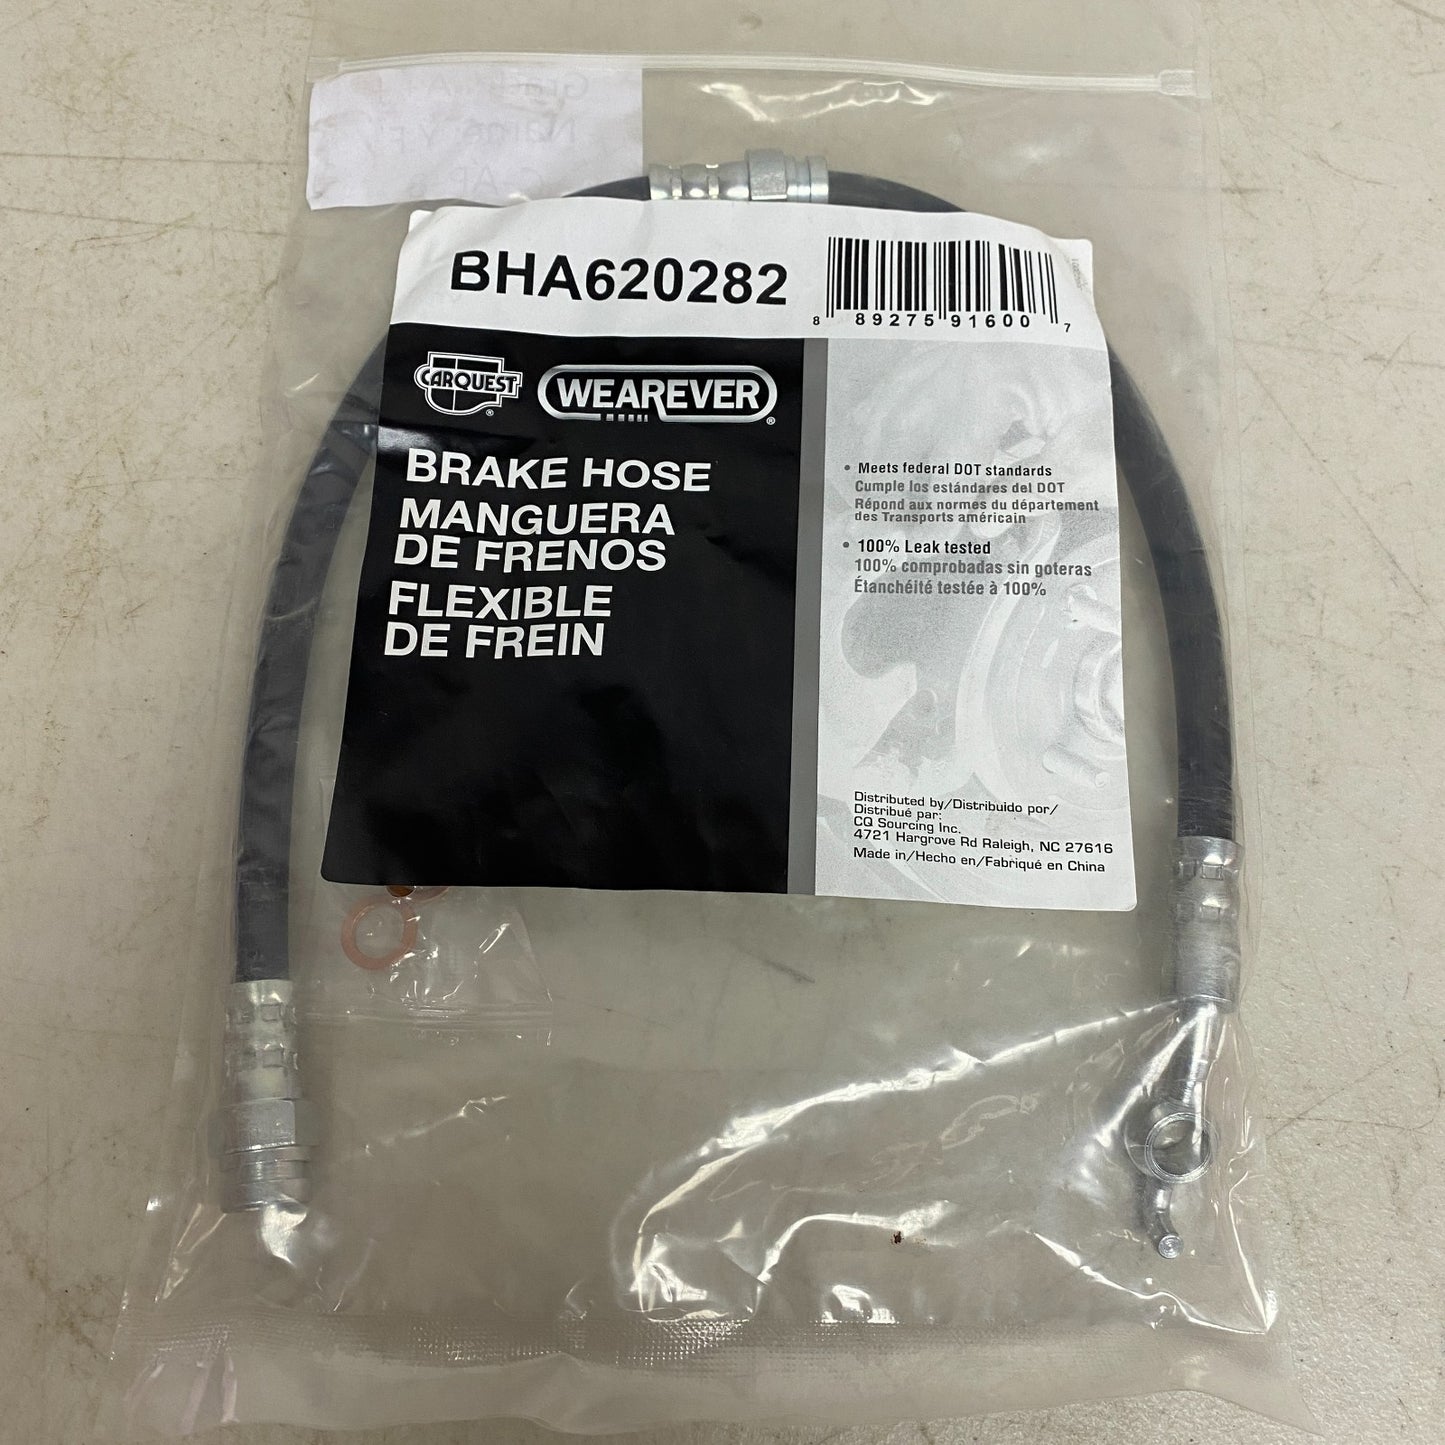 BHA620282
8 89275 91600 7
CARQUEST ®
WEAREVER ®
BRAKE HOSE
MANGUERA
DE FRENOS
FLEXIBLE
DE FREIN
• Meets federal DOT standards
Cumple los estándares del DOT
Répond aux normes du département
des Transports américain
• 100% Leak tested
100% comprobadas sin goteras
Étanchéité testée à 100%
Distributed by/Distribuido por/
Distribué par:
CQ Sourcing Inc.
4721 Hargrove Rd Raleigh, NC 27616
Made in/Hecho en/Fabriqué en China